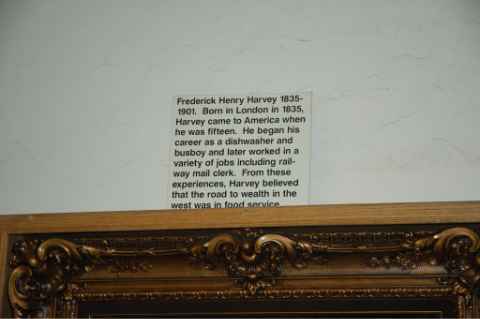 Frederick Henry Harvey 1835-
1901. Born in London in 1835,
Harvey came to America when
he was fifteen. He began his
career as a dishwasher and
busboy and later worked in a
variety of jobs including rail-
way mail clerk. From these
experiences, Harvey believed
that the road to wealth in the
west was in food service